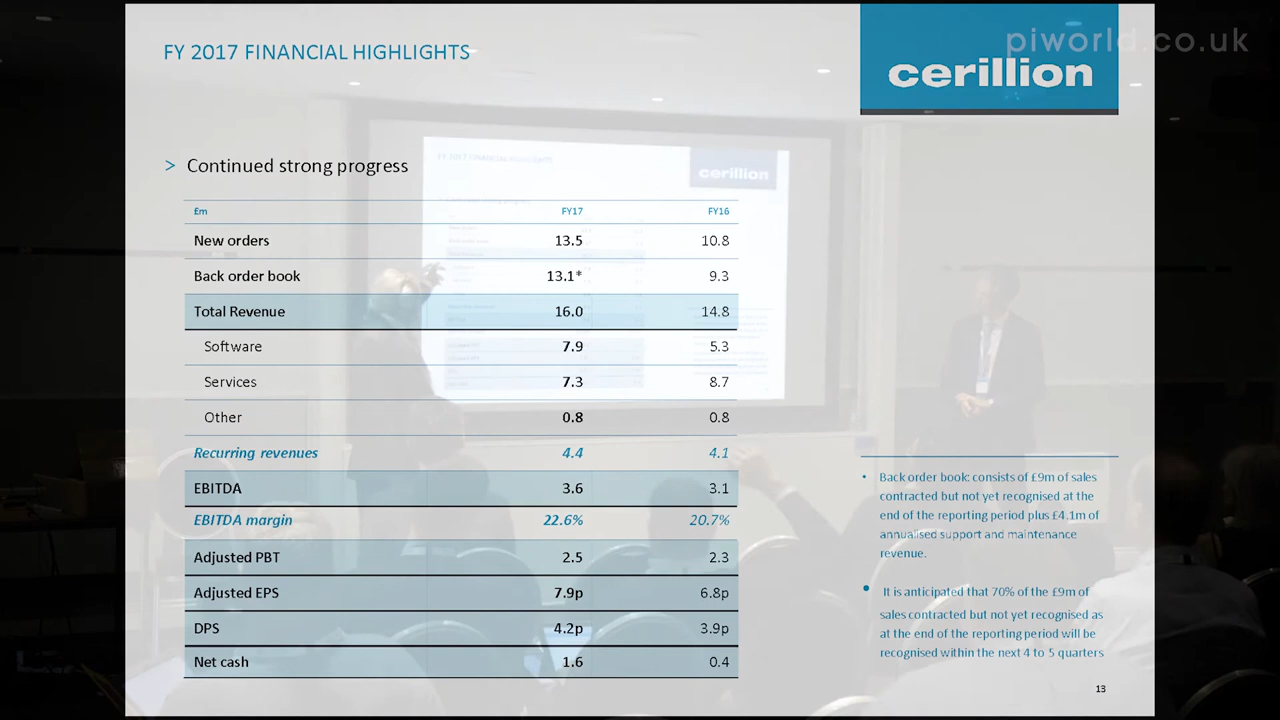 piworld.co.uk
FY 2017 FINANCIAL HIGHLIGHTS
cerillion
> Continued strong progress
£m FY17 FY16
New orders 13.5 10.8
Back order book 13.1* 9.3
Total Revenue 16.0 14.8
Software 7.9 5.3
Services 7.3 8.7
Other 0.8 0.8
Recurring revenues 4.4 4.1
EBITDA 3.6 3.1
EBITDA margin 22.6% 20.7%
Adjusted PBT 2.5 2.3
Adjusted EPS 7.9p 6.8p
DPS 4.2p 3.9p
Net cash 1.6 0.4
• Back order book: consists of £9m of sales
contracted but not yet recognised at the
end of the reporting period plus £4.1m of
annualised support and maintenance
revenue.
• It is anticipated that 70% of the £9m of
sales contracted but not yet recognised as
at the end of the reporting period will be
recognised within the next 4 to 5 quarters
13
FY 2017 FINANCIAL HIGHLIGHTS
cerillion